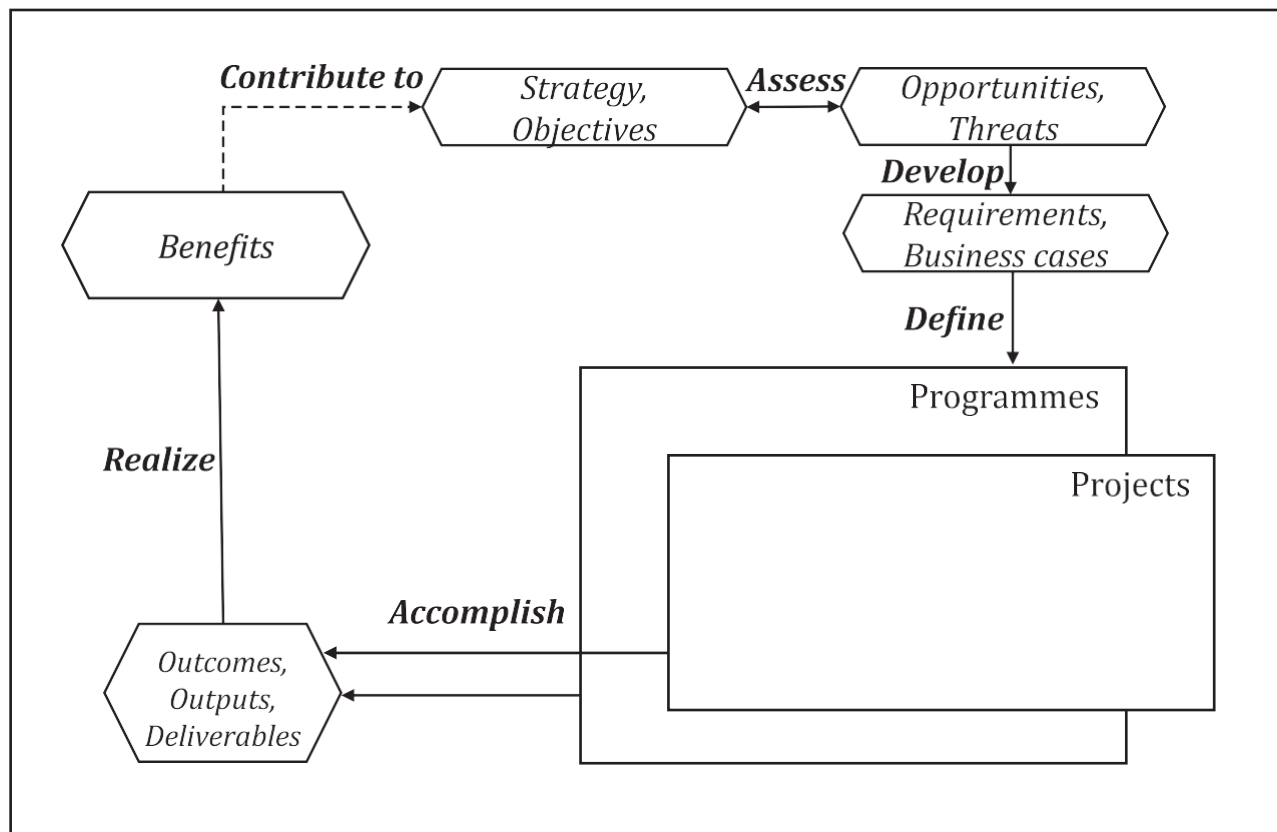 Contribute to
Strategy,
Objectives
Assess
Opportunities,
Threats
Develop
Requirements,
Business cases
Benefits
Define
Programmes
Projects
Realize
Accomplish
Outcomes,
Outputs,
Deliverables